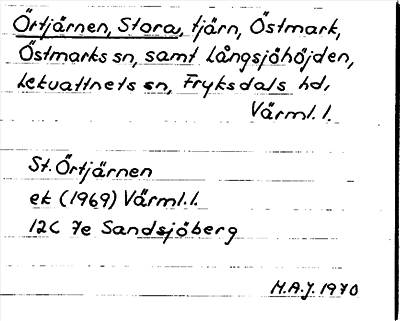 Örtjärnen, Stora, tjärn, Östmark,
Östmarks sn, samt Långsjöhöjden,
Lekvattnets sn, Fryksdals hd,
Värml. l.
St. Örtjärnen
ek (1969) Värml. l.
12C 7e Sandsjöberg
M.A.J. 1970